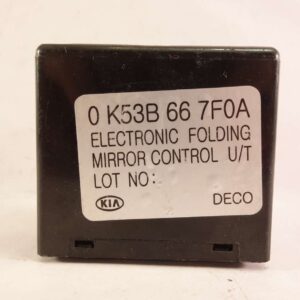 0 K53B 66 7F0A
ELECTRONIC FOLDING
MIRROR CONTROL U/T
LOT NO:
KIA DECO